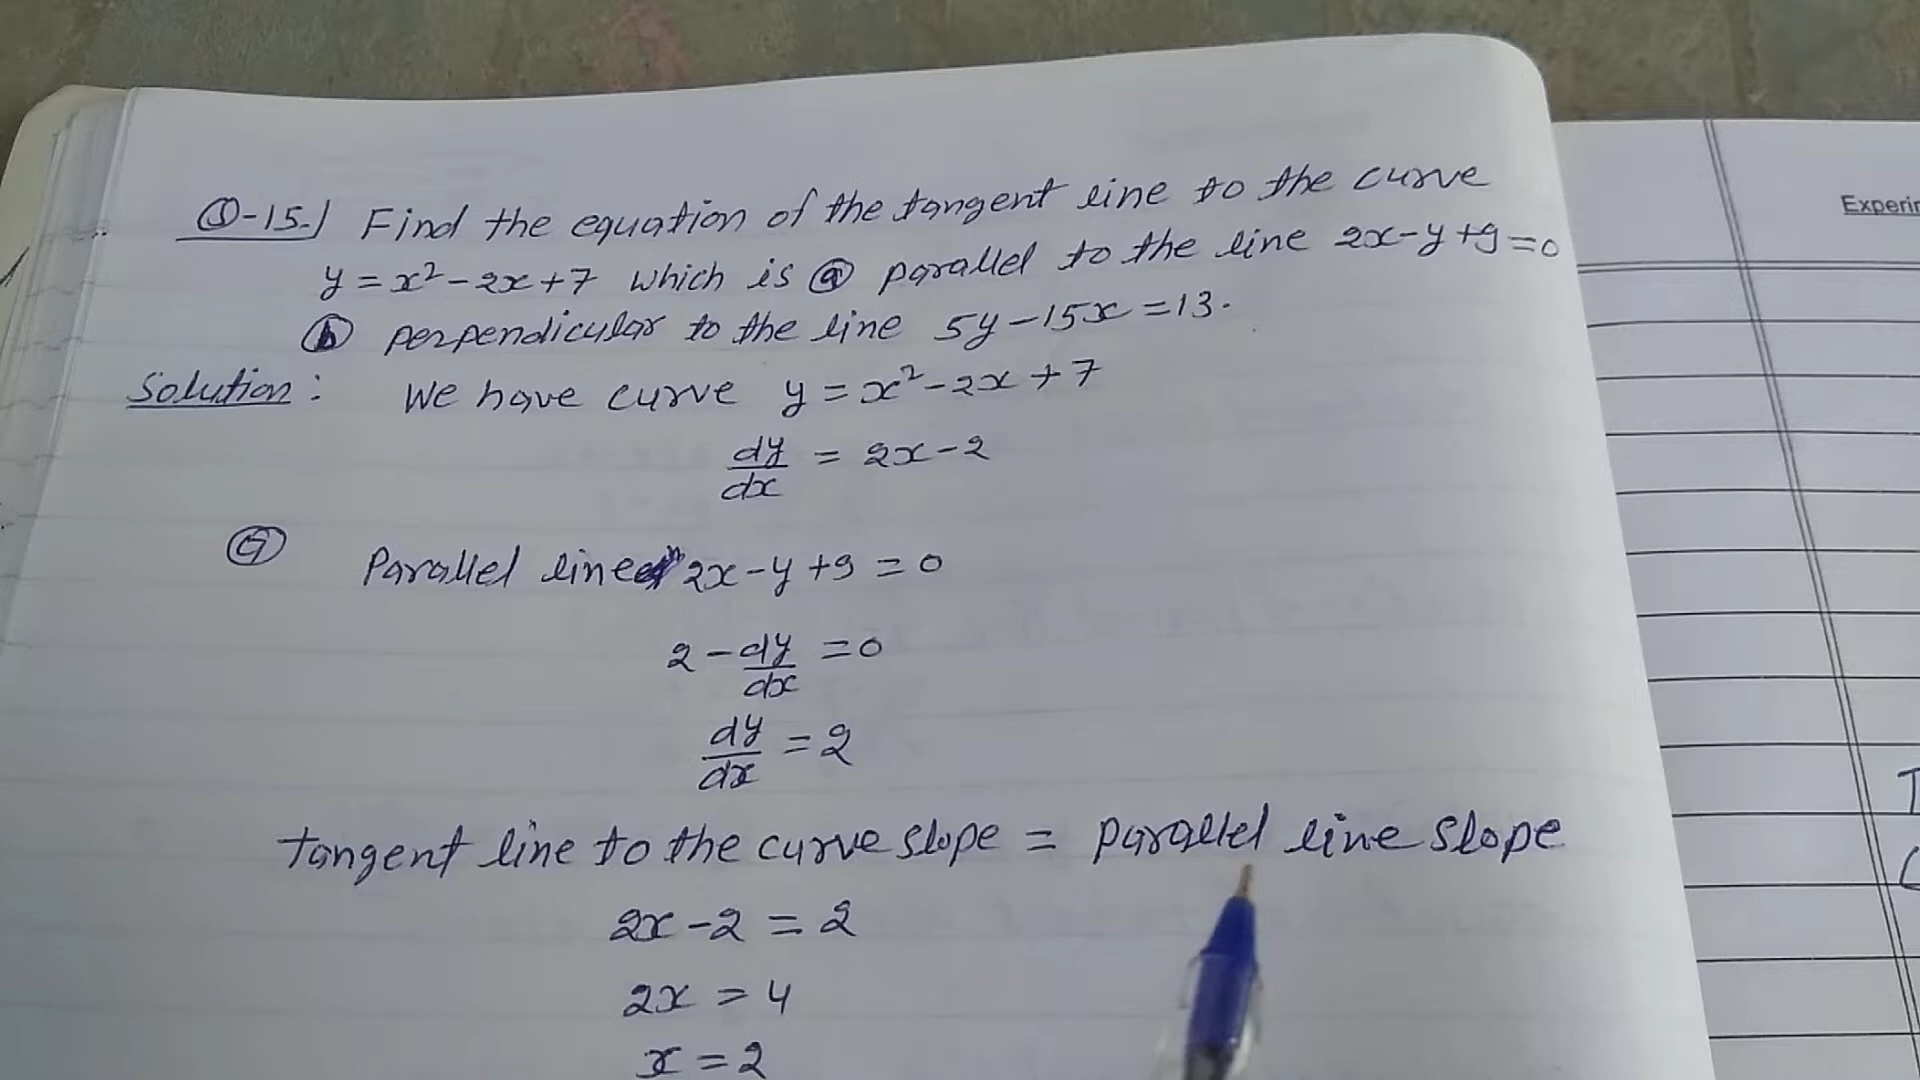 Q-15.) Find the equation of the tangent line to the curve
y = x² - 2x + 7 which is ⓐ parallel to the line 2x - y + 9 = 0
ⓑ perpendicular to the line 5y - 15x = 13.
Solution: We have curve y = x² - 2x + 7
dy/dx = 2x - 2
ⓐ Parallel line 2x - y + 9 = 0
2 - dy/dx = 0
dy/dx = 2
tangent line to the curve slope = parallel line slope
2x - 2 = 2
2x = 4
x = 2